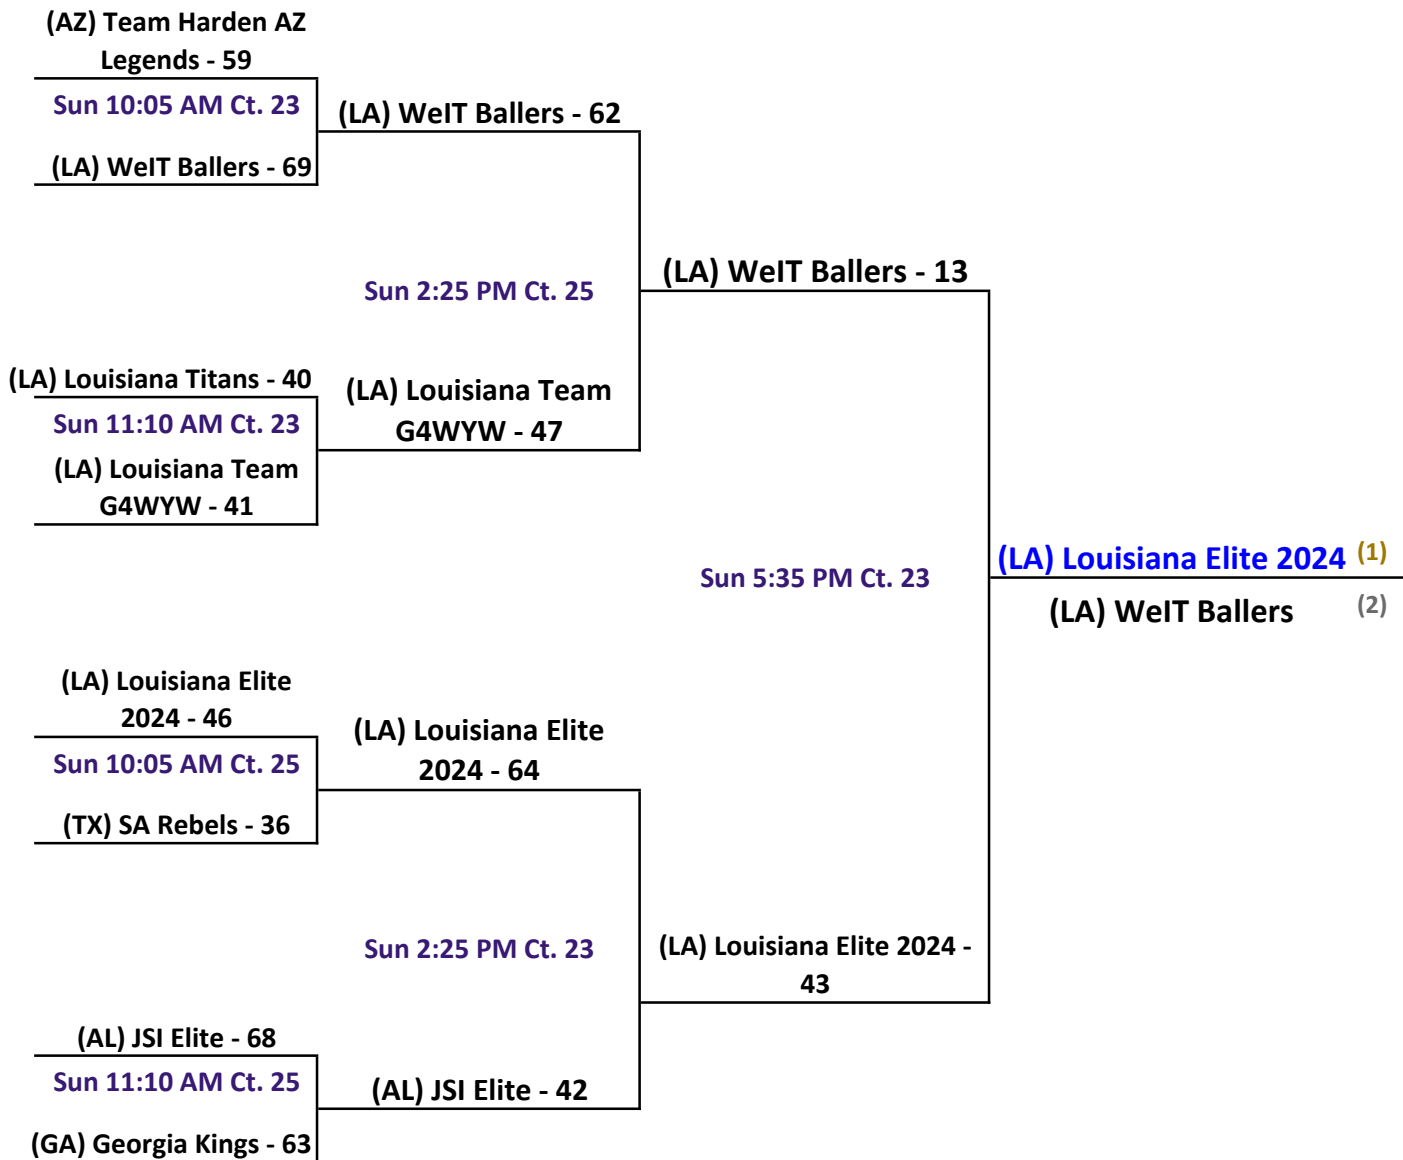 (AZ) Team Harden AZ
Legends - 59
Sun 10:05 AM Ct. 23
(LA) WeIT Ballers - 69
(LA) WeIT Ballers - 62
Sun 2:25 PM Ct. 25
(LA) WeIT Ballers - 13
(LA) Louisiana Titans - 40
Sun 11:10 AM Ct. 23
(LA) Louisiana Team
G4WYW - 41
(LA) Louisiana Team
G4WYW - 47
Sun 5:35 PM Ct. 23
(LA) Louisiana Elite 2024 (1)
(LA) WeIT Ballers (2)
(LA) Louisiana Elite
2024 - 46
Sun 10:05 AM Ct. 25
(TX) SA Rebels - 36
(LA) Louisiana Elite
2024 - 64
Sun 2:25 PM Ct. 23
(LA) Louisiana Elite 2024 -
43
(AL) JSI Elite - 68
Sun 11:10 AM Ct. 25
(GA) Georgia Kings - 63
(AL) JSI Elite - 42